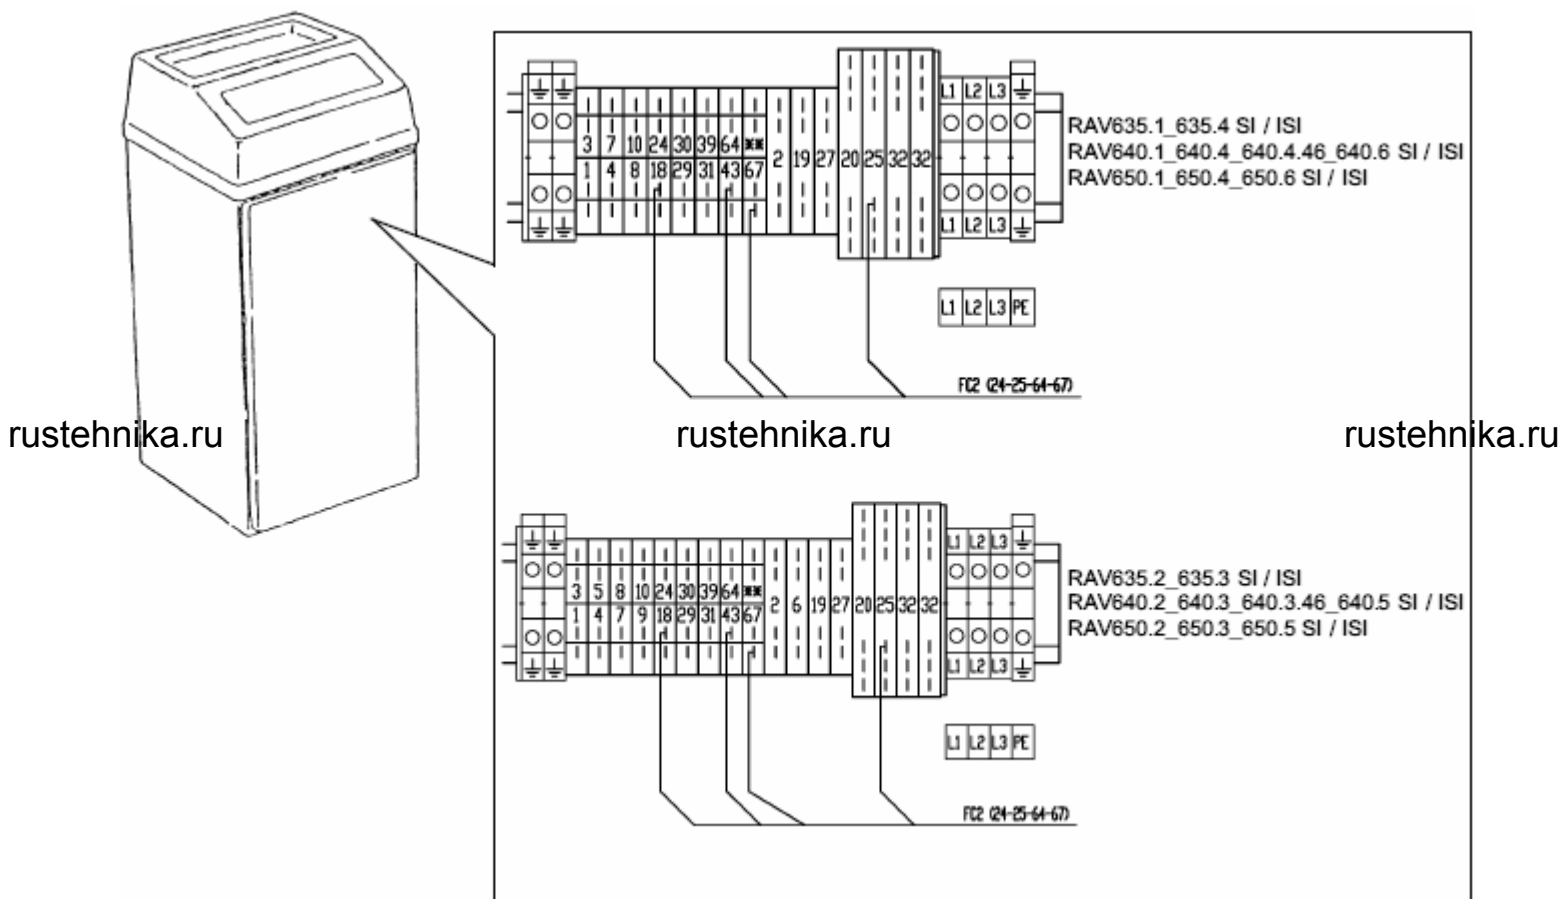 L1 L2 L3
3 7 10 24 30 39 64 **
2 19 27 20 25 32 32
1 4 8 18 29 31 43 67
L1 L2 L3
RAV635.1_635.4 SI / ISI
RAV640.1_640.4_640.4.46_640.6 SI / ISI
RAV650.1_650.4_650.6 SI / ISI
L1 L2 L3 PE
FC2 (24-25-64-67)
rustehnika.ru rustehnika.ru rustehnika.ru
L1 L2 L3
3 5 8 10 24 30 39 64 **
2 6 19 27 20 25 32 32
1 4 7 9 18 29 31 43 67
L1 L2 L3
RAV635.2_635.3 SI / ISI
RAV640.2_640.3_640.3.46_640.5 SI / ISI
RAV650.2_650.3_650.5 SI / ISI
L1 L2 L3 PE
FC2 (24-25-64-67)